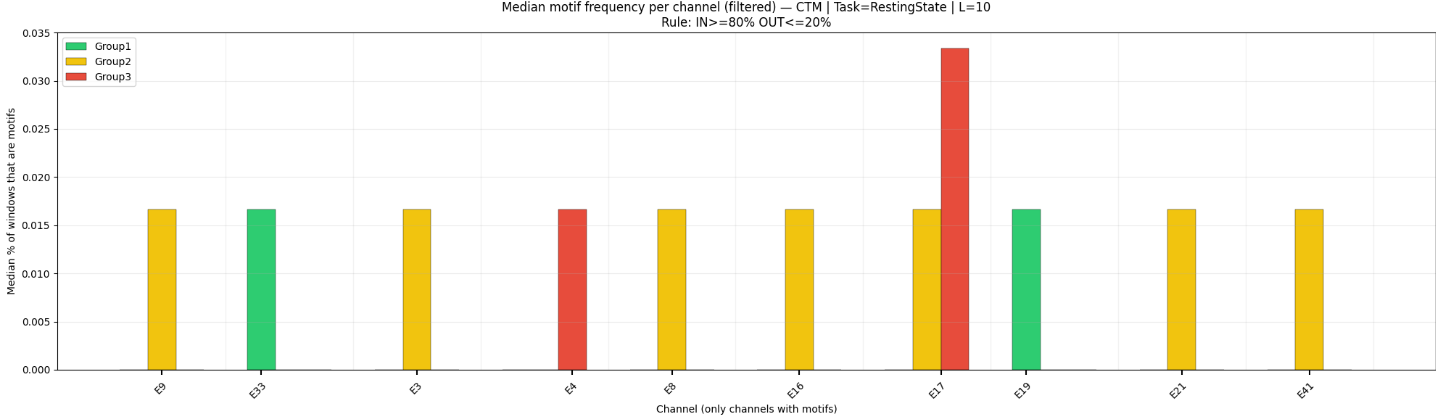 Median motif frequency per channel (filtered) — CTM | Task=RestingState | L=10
Rule: IN>=80% OUT<=20%
Group1
Group2
Group3
Median % of windows that are motifs
0.035
0.030
0.025
0.020
0.015
0.010
0.005
0.000
E9 E33 E3 E4 E8 E16 E17 E19 E21 E41
Channel (only channels with motifs)